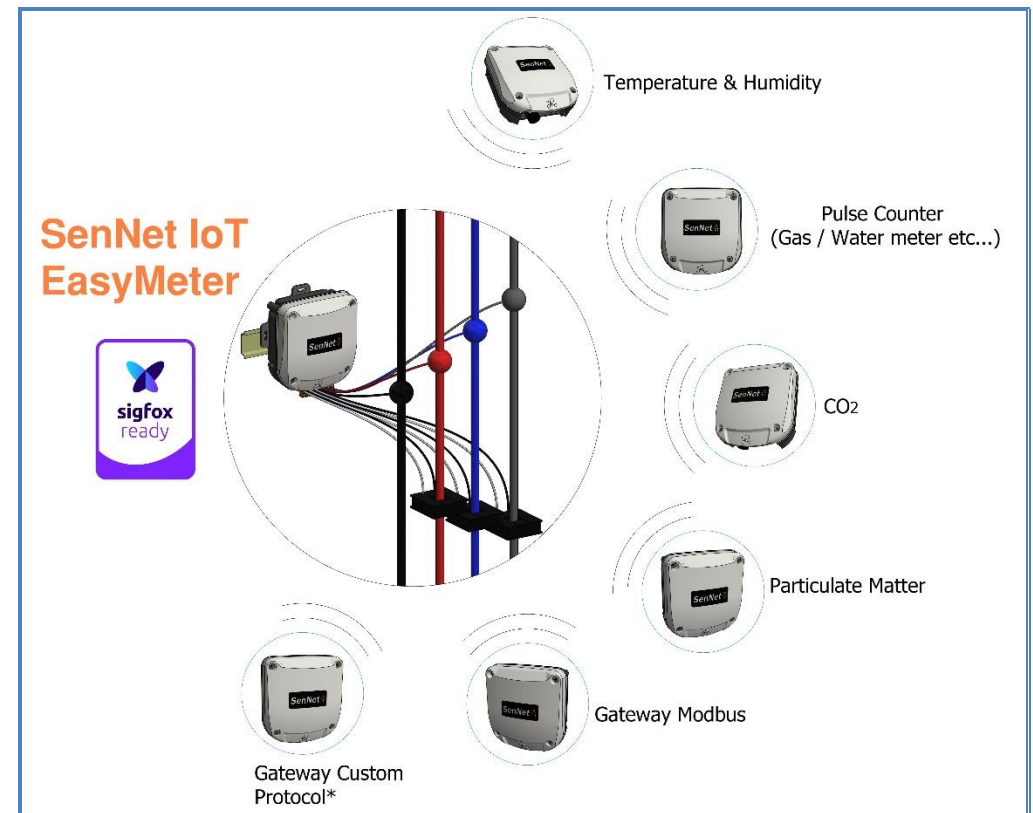 SenNet IoT
EasyMeter
sigfox
ready
SenNet
Temperature & Humidity
SenNet
Pulse Counter
(Gas / Water meter etc...)
SenNet
SenNet
CO2
SenNet
Particulate Matter
SenNet
Gateway Modbus
SenNet
Gateway Custom
Protocol*